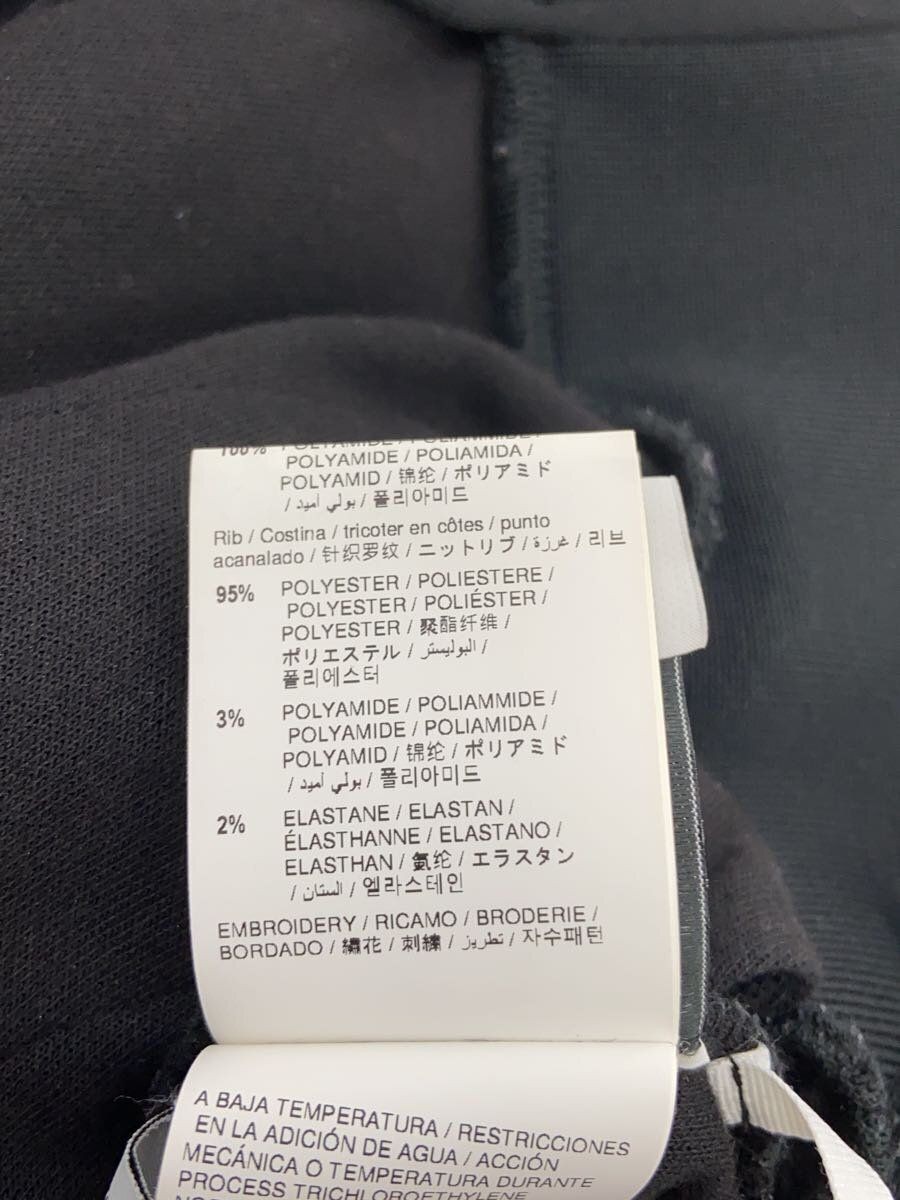 100% POLYAMIDE / POLIAMMIDE /
POLYAMIDE / POLIAMIDA /
POLYAMID / 锦纶 / ポリアミド
/ بولي أميد / 폴리아미드
Rib / Costina / tricoter en côtes / punto
acanalado / 针织罗纹 / ニットリブ / غرزة / 리브
95% POLYESTER / POLIESTERE /
POLYESTER / POLIÉSTER /
POLYESTER / 聚酯纤维 /
ポリエステル / البوليستر /
폴리에스터
3% POLYAMIDE / POLIAMMIDE /
POLYAMIDE / POLIAMIDA /
POLYAMID / 锦纶 / ポリアミド
/ بولي أميد / 폴리아미드
2% ELASTANE / ELASTAN /
ÉLASTHANNE / ELASTANO /
ELASTHAN / 氨纶 / エラスタン
/ الستان / 엘라스테인
EMBROIDERY / RICAMO / BRODERIE /
BORDADO / 繡花 / 刺繍 / تطريز / 자수패턴
A BAJA TEMPERATURA / RESTRICCIONES
EN LA ADICIÓN DE AGUA / ACCIÓN
MECÁNICA O TEMPERATURA DURANTE
PROCESS TRICHLOROETHYLENE